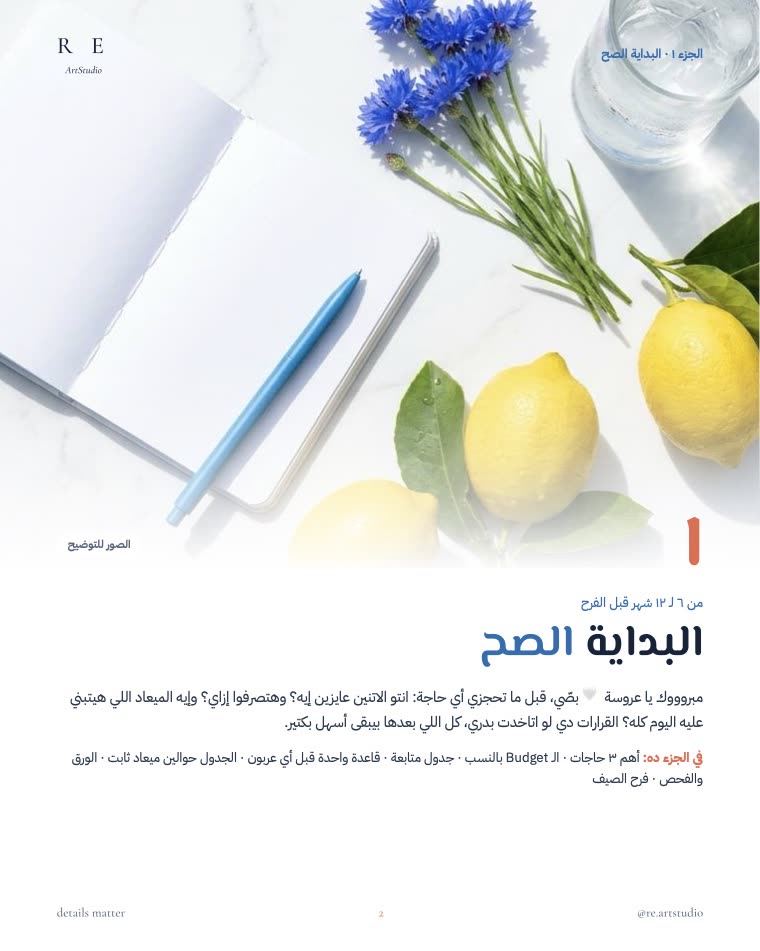 R E
ArtStudio
الجزء ١ · البداية الصح
الصور للتوضيح
١
من ٦ لـ ١٢ شهر قبل الفرح
البداية الصح
مبروووك يا عروسة 🤍 بصّي، قبل ما تحجزي أي حاجة: انتو الاتنين عايزين إيه؟ وهتصرفوا إزاي؟ وإيه الميعاد اللي هيتبني
عليه اليوم كله؟ القرارات دي لو اتاخدت بدري، كل اللي بعدها بيبقى أسهل بكتير.
في الجزء ده: أهم ٣ حاجات · الـ Budget بالنسب · جدول متابعة · قاعدة واحدة قبل أي عربون · الجدول حوالين ميعاد ثابت · الورق
والفحص · فرح الصيف
details matter
2
@re.artstudio